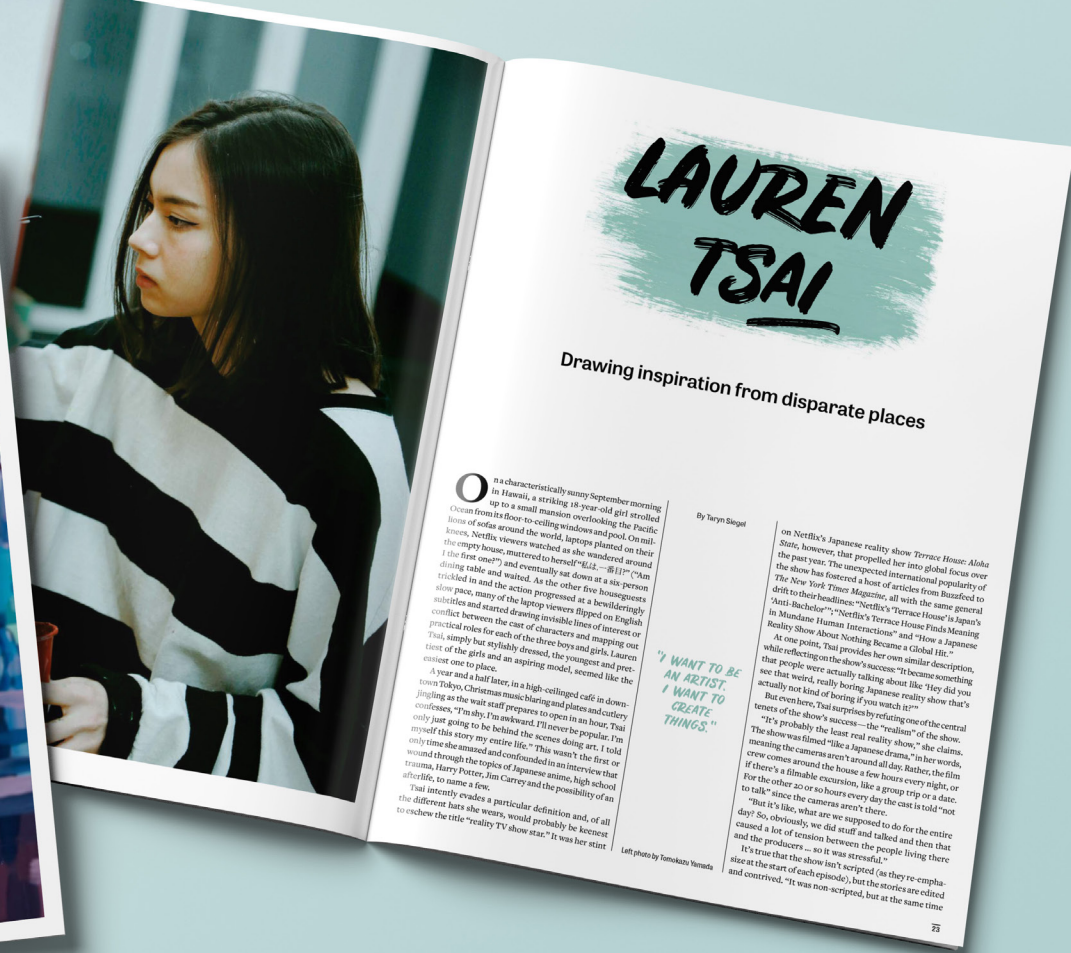 LAUREN
TSAI
Drawing inspiration from disparate places
On a characteristically sunny September morning
in Hawaii, a striking 18-year-old girl strolled
up to a small mansion overlooking the Pacific
Ocean from its floor-to-ceiling windows and pool. On mil-
lions of sofas around the world, laptops planted on their
knees, Netflix viewers watched as she wandered around
the empty house, muttered to herself “私は、一番目?” (“Am
I the first one?”) and eventually sat down at a six-person
dining table and waited. As the other five houseguests
trickled in and the action progressed at a bewilderingly
slow pace, many of the laptop viewers flipped on English
subtitles and started drawing invisible lines of interest or
conflict between the cast of characters and mapping out
practical roles for each of the three boys and girls. Lauren
Tsai, simply but stylishly dressed, the youngest and pret-
tiest of the girls and an aspiring model, seemed like the
easiest one to place.
A year and a half later, in a high-ceilinged café in down-
town Tokyo, Christmas music blaring and plates and cutlery
jingling as the wait staff prepares to open in an hour, Tsai
confesses, “I’m shy. I’m awkward. I’ll never be popular. I’m
only just going to be behind the scenes doing art. I told
myself this story my entire life.” This wasn’t the first or
only time she amazed and confounded in an interview that
wound through the topics of Japanese anime, high school
trauma, Harry Potter, Jim Carrey and the possibility of an
afterlife, to name a few.
Tsai intently evades a particular definition and, of all
the different hats she wears, would probably be keenest
to eschew the title “reality TV show star.” It was her stint
By Taryn Siegel
"I WANT TO BE
AN ARTIST.
I WANT TO
CREATE
THINGS."
Left photo by Tomokazu Yamada
on Netflix’s Japanese reality show Terrace House: Aloha
State, however, that propelled her into global focus over
the past year. The unexpected international popularity of
the show has fostered a host of articles from Buzzfeed to
The New York Times Magazine, all with the same general
drift to their headlines: “Netflix’s ‘Terrace House’ is Japan’s
‘Anti-Bachelor’”; “Netflix’s Terrace House Finds Meaning
in Mundane Human Interactions” and “How a Japanese
Reality Show About Nothing Became a Global Hit.”
At one point, Tsai provides her own similar description,
while reflecting on the show’s success: “It became something
that people were actually talking about like ‘Hey did you
see that weird, really boring Japanese reality show that’s
actually not kind of boring if you watch it?’”
But even here, Tsai surprises by refuting one of the central
tenets of the show’s success—the “realism” of the show.
“It’s probably the least real reality show,” she claims.
The show was filmed “like a Japanese drama,” in her words,
meaning the cameras aren’t around all day. Rather, the film
crew comes around the house a few hours every night, or
if there’s a filmable excursion, like a group trip or a date.
For the other 20 or so hours every day the cast is told “not
to talk” since the cameras aren’t there.
“But it’s like, what are we supposed to do for the entire
day? So, obviously, we did stuff and talked and then that
caused a lot of tension between the people living there
and the producers ... so it was stressful.”
It’s true that the show isn’t scripted (as they re-empha-
size at the start of each episode), but the stories are edited
and contrived. “It was non-scripted, but at the same time
23